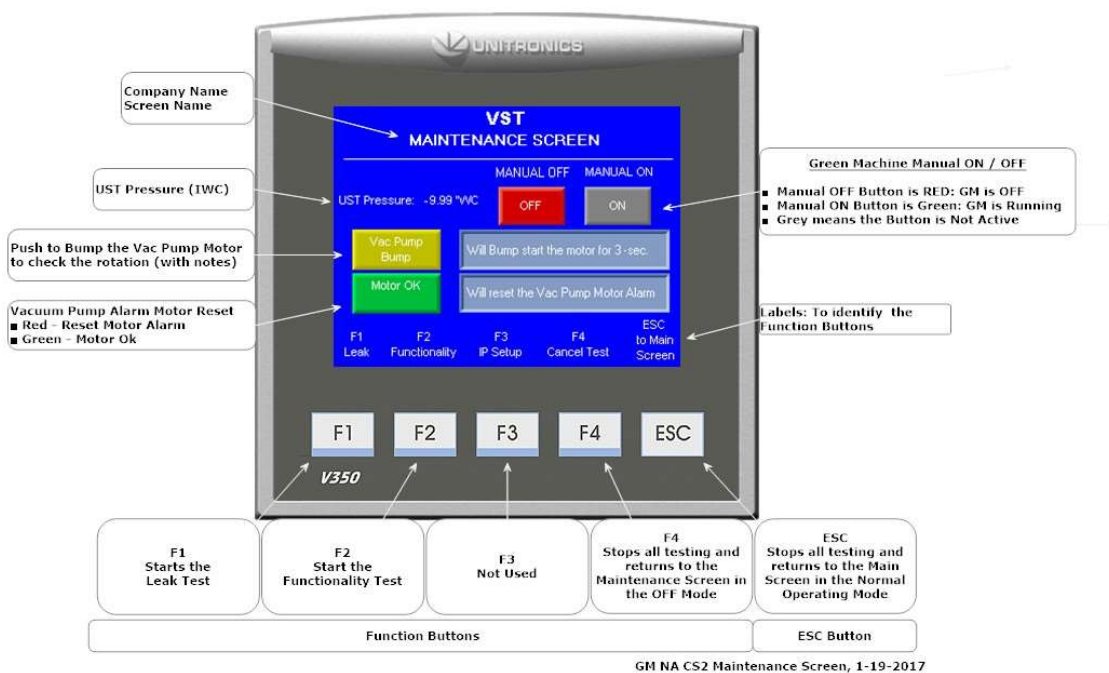 UNITRONICS
Company Name
Screen Name
VST
MAINTENANCE SCREEN
UST Pressure (IWC)
MANUAL OFF
MANUAL ON
UST Pressure: -9.99 "WC
OFF
ON
Green Machine Manual ON / OFF
▪ Manual OFF Button is RED: GM is OFF
▪ Manual ON Button is Green: GM is Running
▪ Grey means the Button is Not Active
Push to Bump the Vac Pump Motor
to check the rotation (with notes)
Vac Pump
Bump
Will Bump start the motor for 3-sec.
Vacuum Pump Alarm Motor Reset
▪ Red – Reset Motor Alarm
▪ Green – Motor Ok
Motor OK
Will reset the Vac Pump Motor Alarm
Labels: To identify the
Function Buttons
F1
Leak
F2
Functionality
F3
IP Setup
F4
Cancel Test
ESC
to Main
Screen
F1
F2
F3
F4
ESC
V350
F1
Starts the
Leak Test
F2
Start the
Functionality Test
F3
Not Used
F4
Stops all testing and
returns to the
Maintenance Screen in
the OFF Mode
ESC
Stops all testing and
returns to the Main
Screen in the Normal
Operating Mode
Function Buttons
ESC Button
GM NA CS2 Maintenance Screen, 1-19-2017